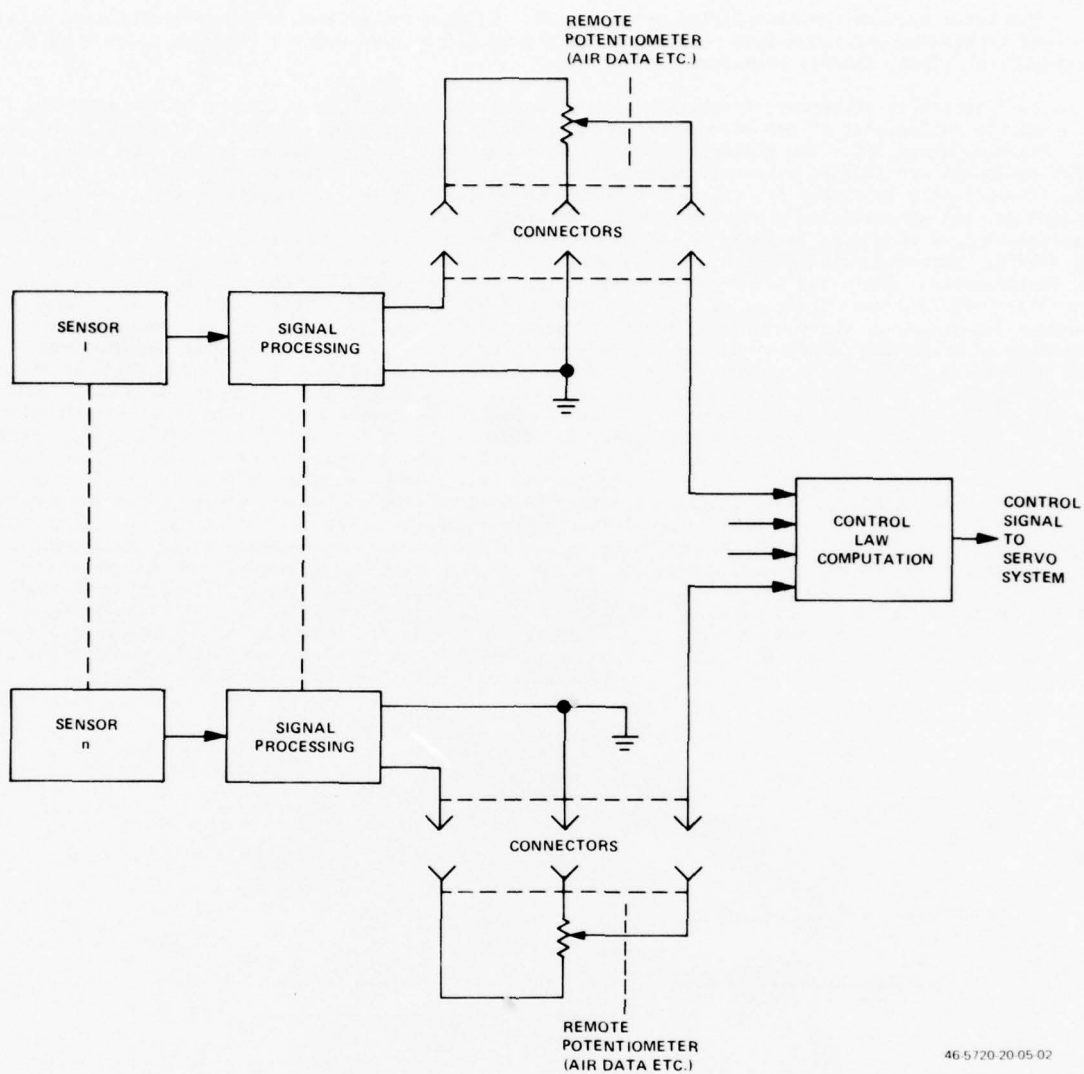 REMOTE
POTENTIOMETER
(AIR DATA ETC.)
CONNECTORS
SENSOR
I
SIGNAL
PROCESSING
CONTROL
LAW
COMPUTATION
CONTROL
SIGNAL
TO
SERVO
SYSTEM
SENSOR
n
SIGNAL
PROCESSING
CONNECTORS
REMOTE
POTENTIOMETER
(AIR DATA ETC.)
46-5720-20-05-02